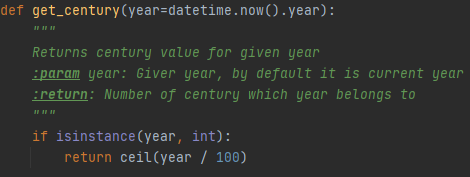 def get_century(year=datetime.now().year):
"""
Returns century value for given year
:param year: Giver year, by default it is current year
:return: Number of century which year belongs to
"""
if isinstance(year, int):
return ceil(year / 100)